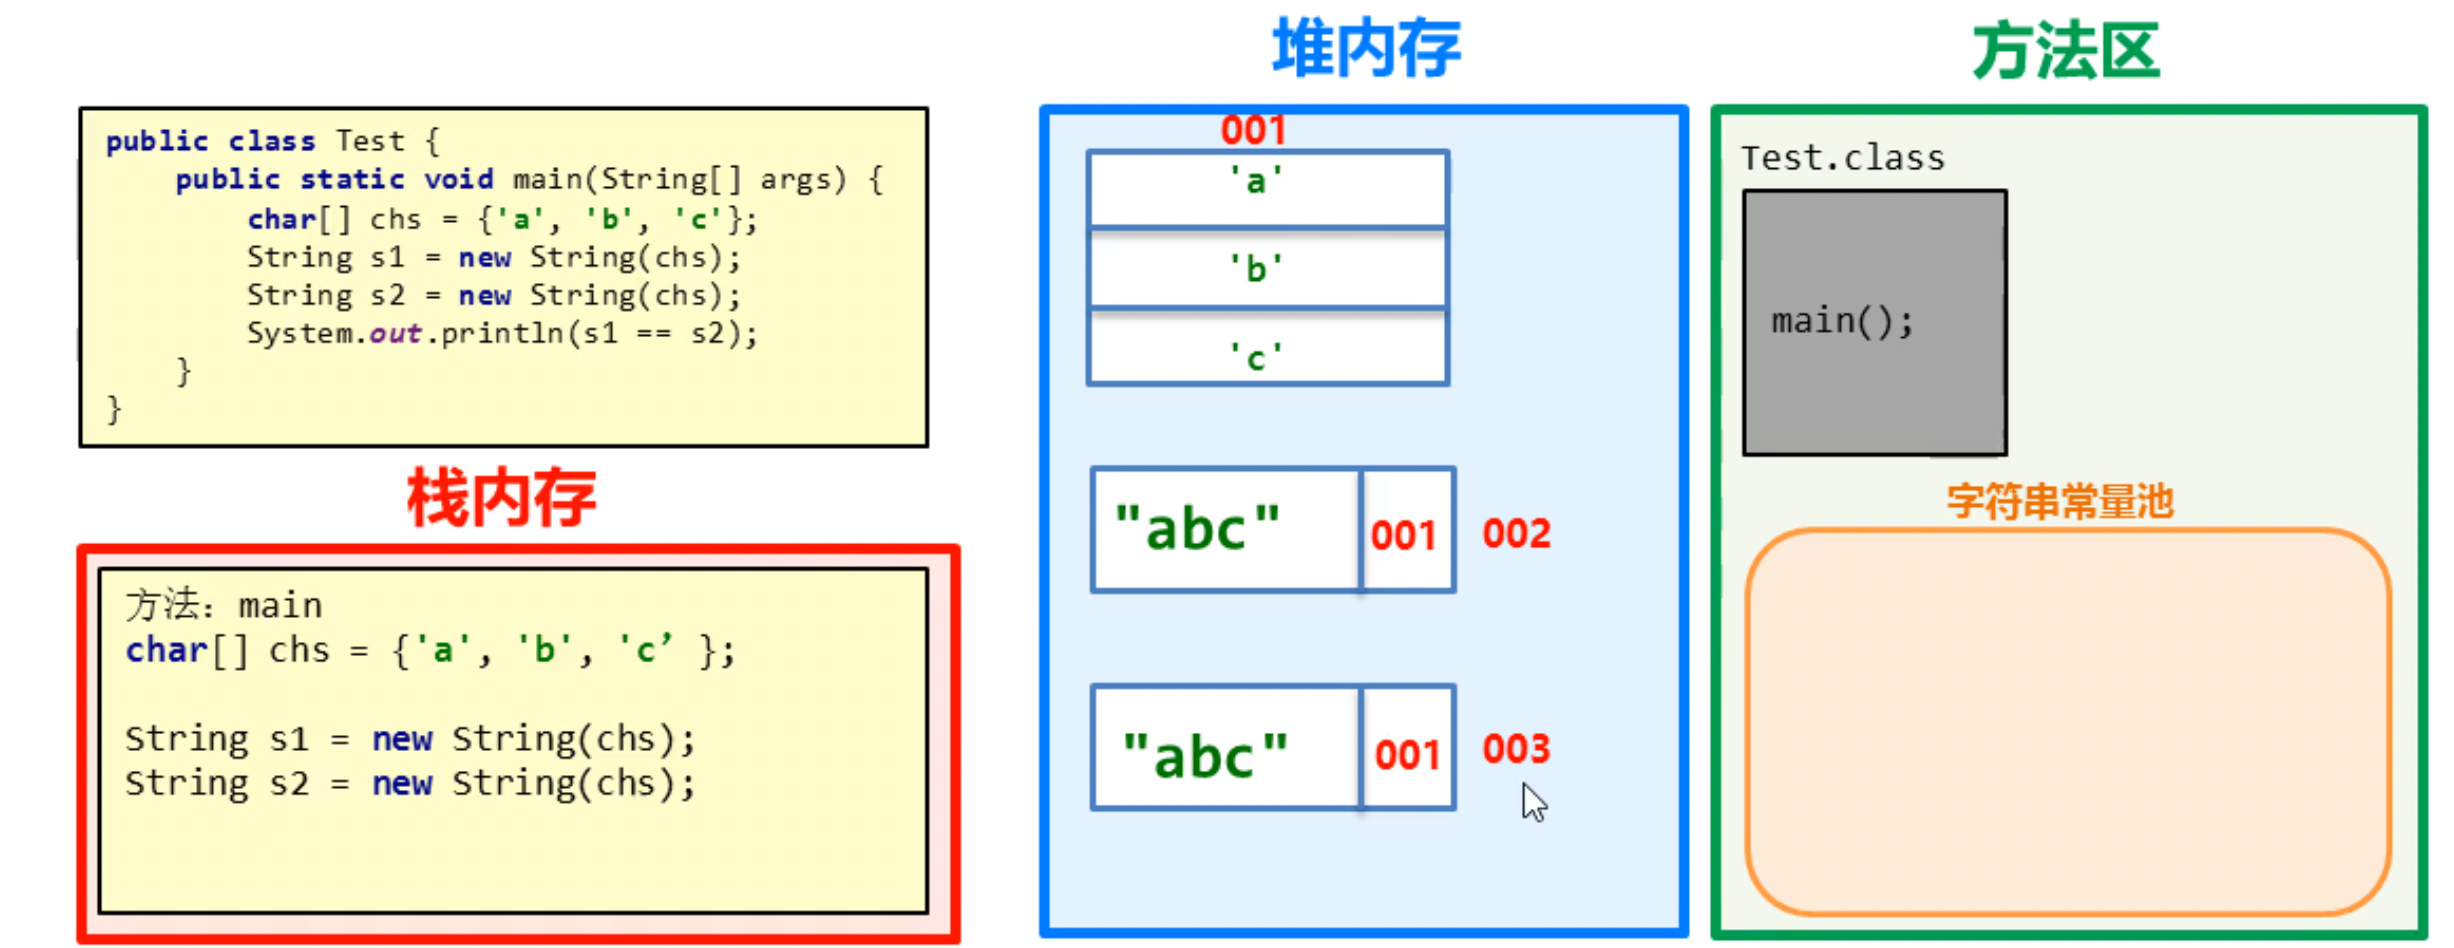 public class Test {
public static void main(String[] args) {
char[] chs = {'a', 'b', 'c'};
String s1 = new String(chs);
String s2 = new String(chs);
System.out.println(s1 == s2);
}
}
栈内存
方法：main
char[] chs = {'a', 'b', 'c’ };
String s1 = new String(chs);
String s2 = new String(chs);
堆内存
001
'a'
'b'
'c'
"abc" 001 002
"abc" 001 003
方法区
Test.class
main();
字符串常量池